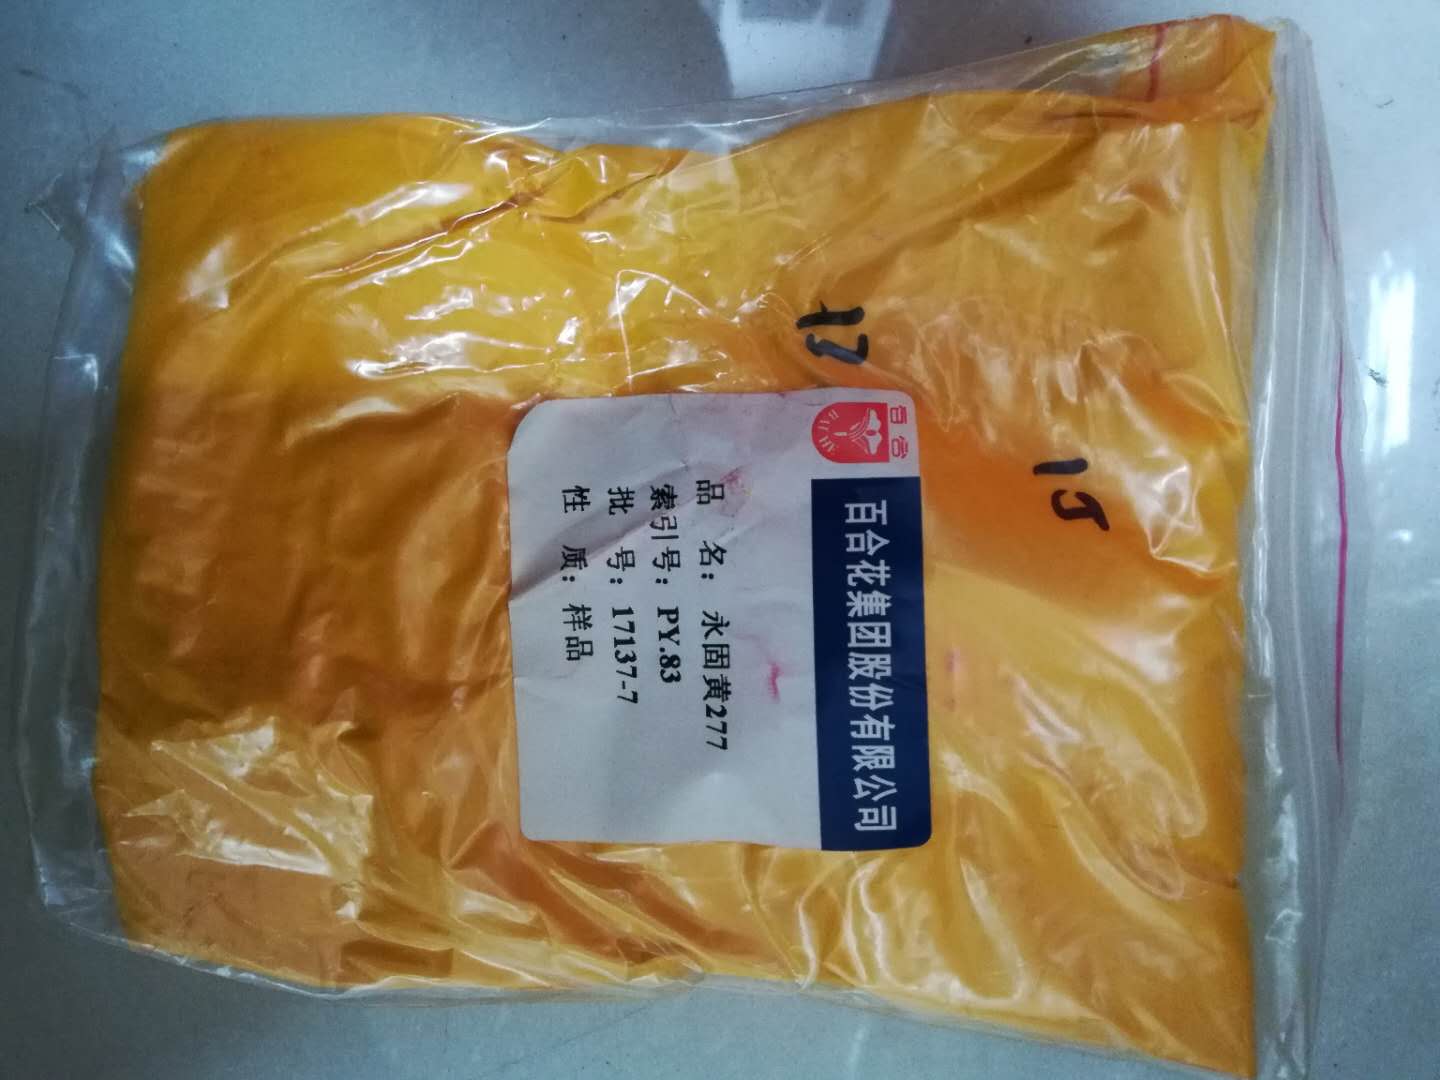 百合
BAIHE
百合花集团股份有限公司
品 名：永固黄277
索引号：PY.83
批 号：17137-7
性 质：样品